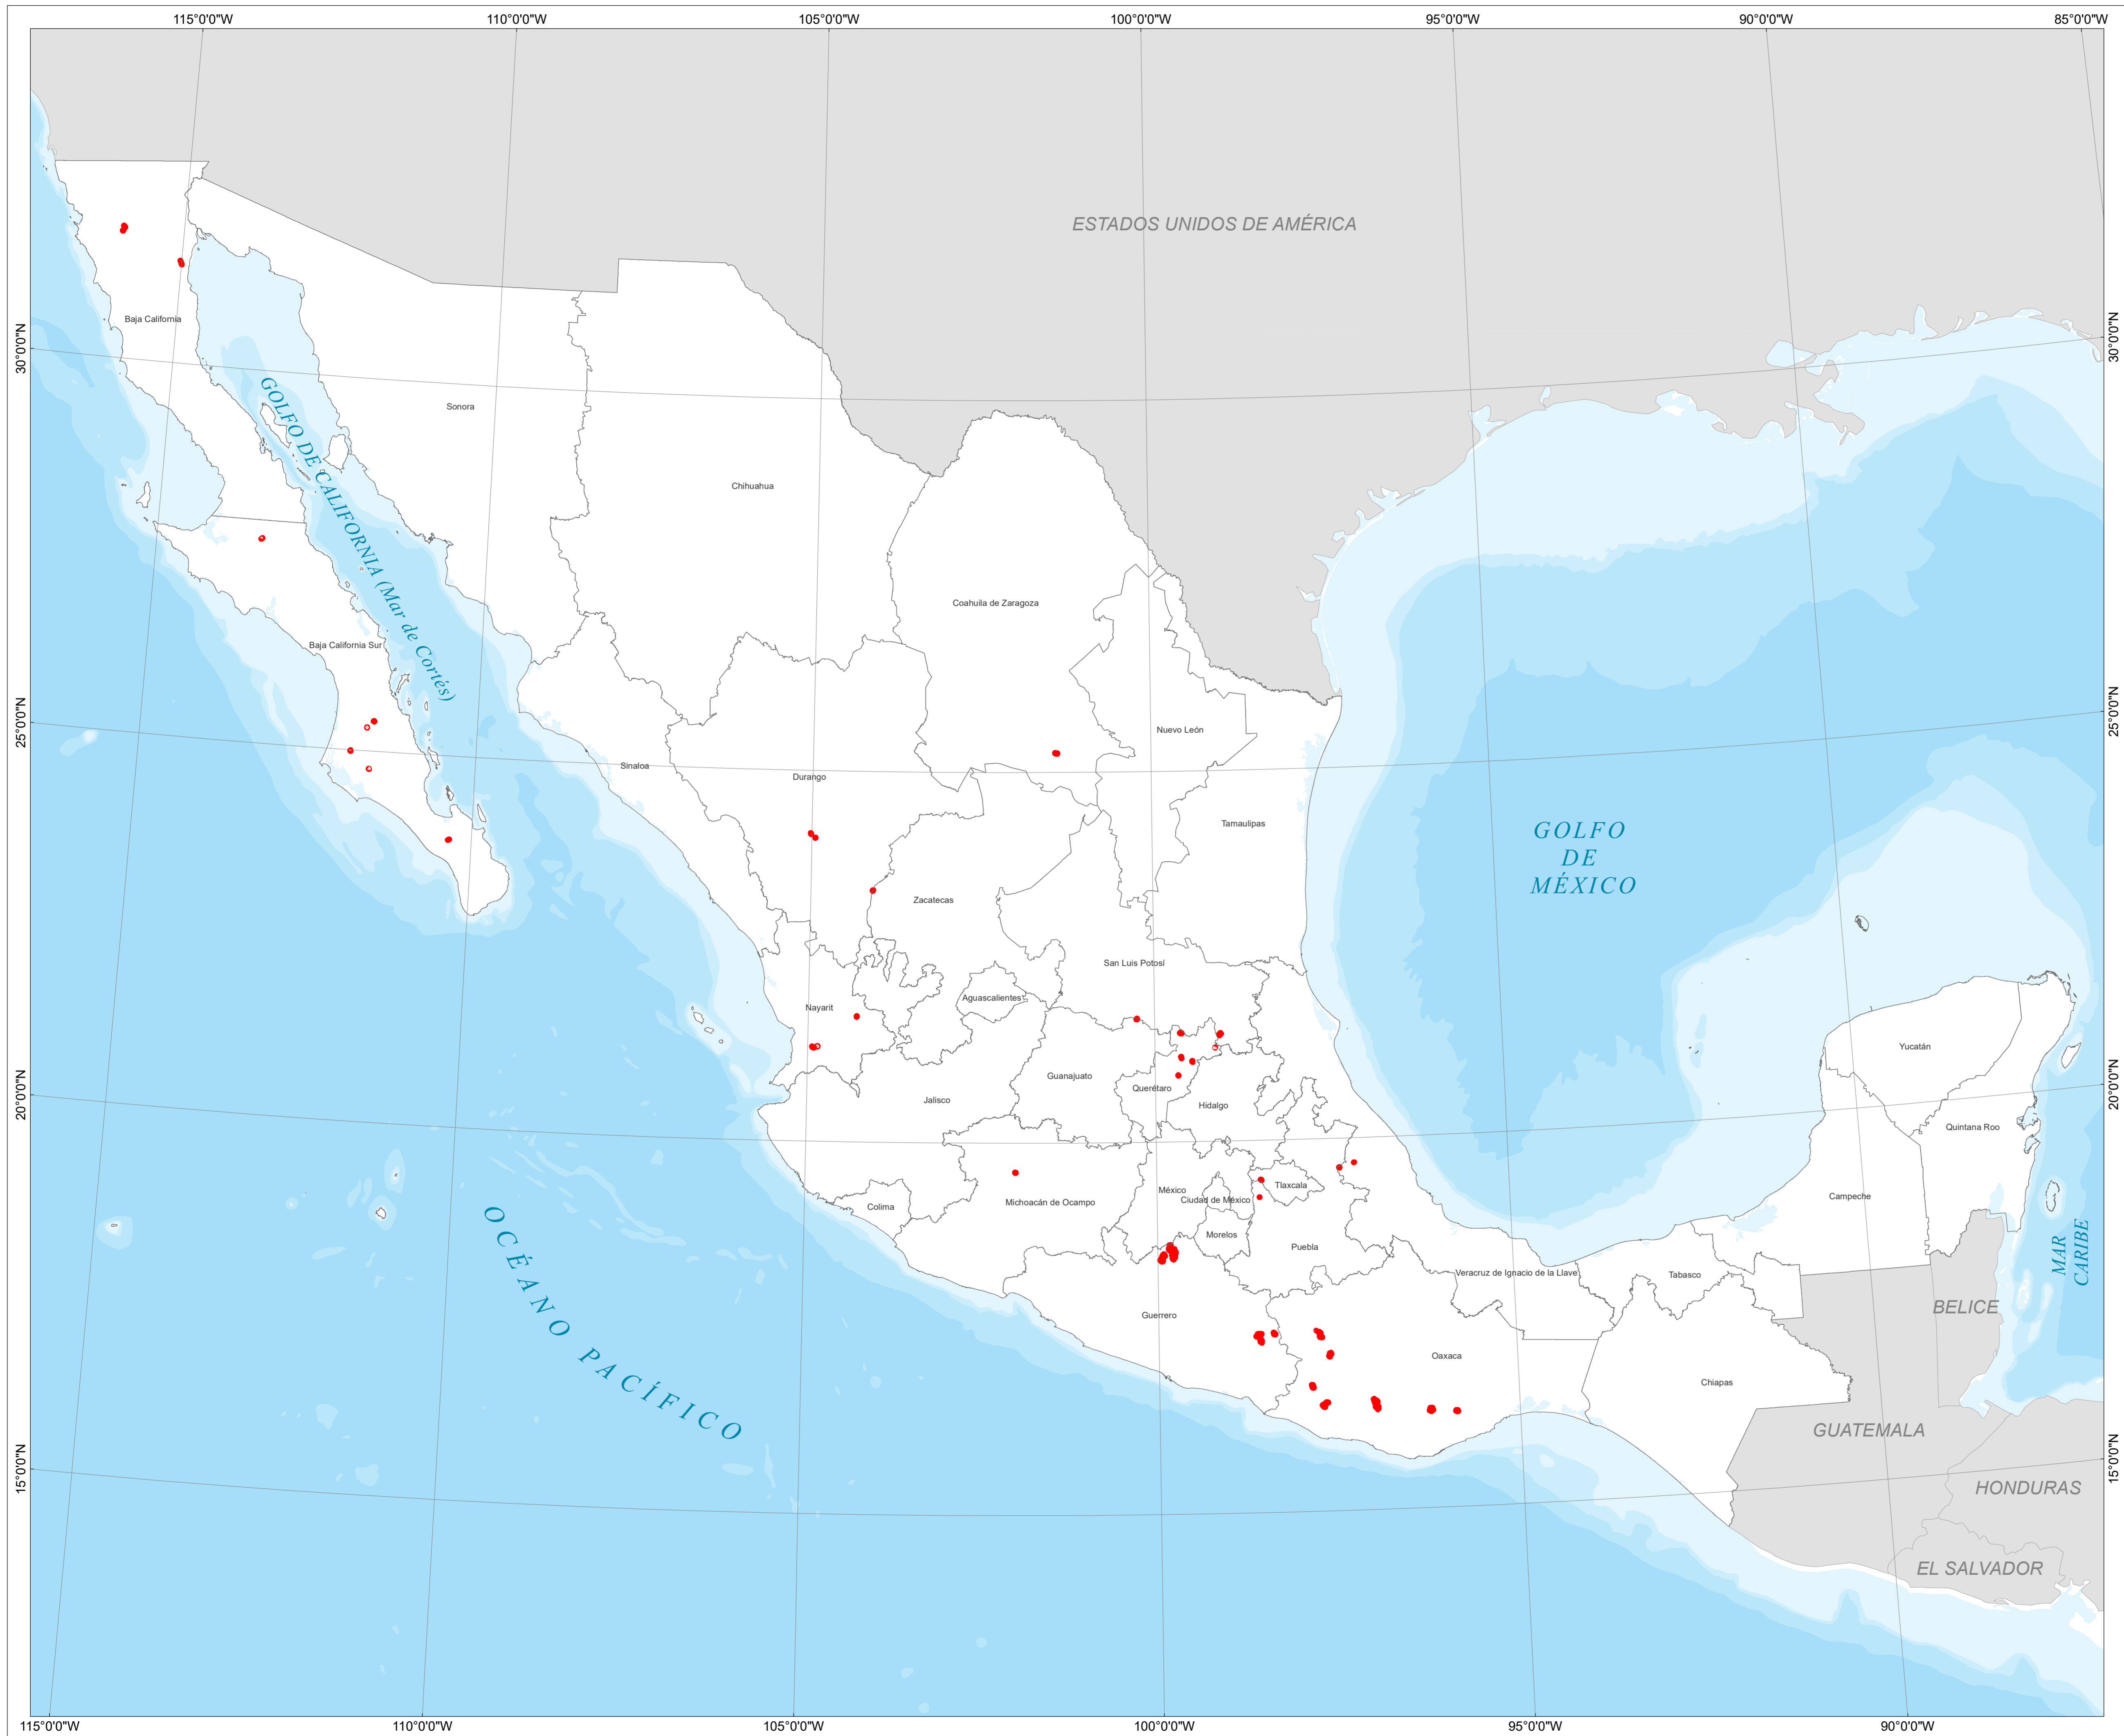 115°0'0"W
110°0'0"W
105°0'0"W
100°0'0"W
95°0'0"W
90°0'0"W
85°0'0"W
ESTADOS UNIDOS DE AMÉRICA
Baja California
30°0'0"N
30°0'0"N
GOLFO DE CALIFORNIA (Mar de Cortés)
Sonora
Chihuahua
Coahuila de Zaragoza
Baja California Sur
25°0'0"N
25°0'0"N
Nuevo León
Sinaloa
Durango
Tamaulipas
GOLFO
DE
MÉXICO
Zacatecas
San Luis Potosí
Aguascalientes
Nayarit
Yucatán
Guanajuato
Querétaro
20°0'0"N
20°0'0"N
Jalisco
Hidalgo
Quintana Roo
Tlaxcala
México
Ciudad de México
Campeche
Michoacán de Ocampo
Colima
Morelos
Puebla
MAR
CARIBE
Veracruz de Ignacio de la Llave
Tabasco
BELICE
Guerrero
OCÉANO PACÍFICO
Oaxaca
Chiapas
GUATEMALA
15°0'0"N
15°0'0"N
HONDURAS
EL SALVADOR
115°0'0"W
110°0'0"W
105°0'0"W
100°0'0"W
95°0'0"W
90°0'0"W